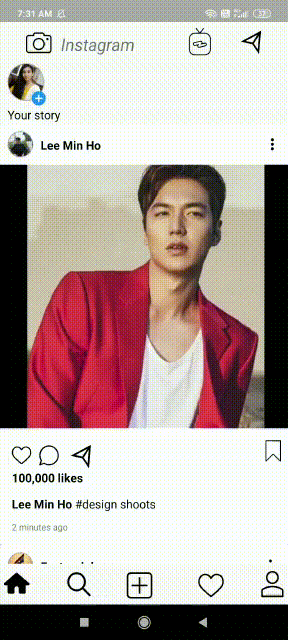 7:31 AM
Instagram
Your story
Lee Min Ho
100,000 likes
Lee Min Ho #design shoots
2 minutes ago